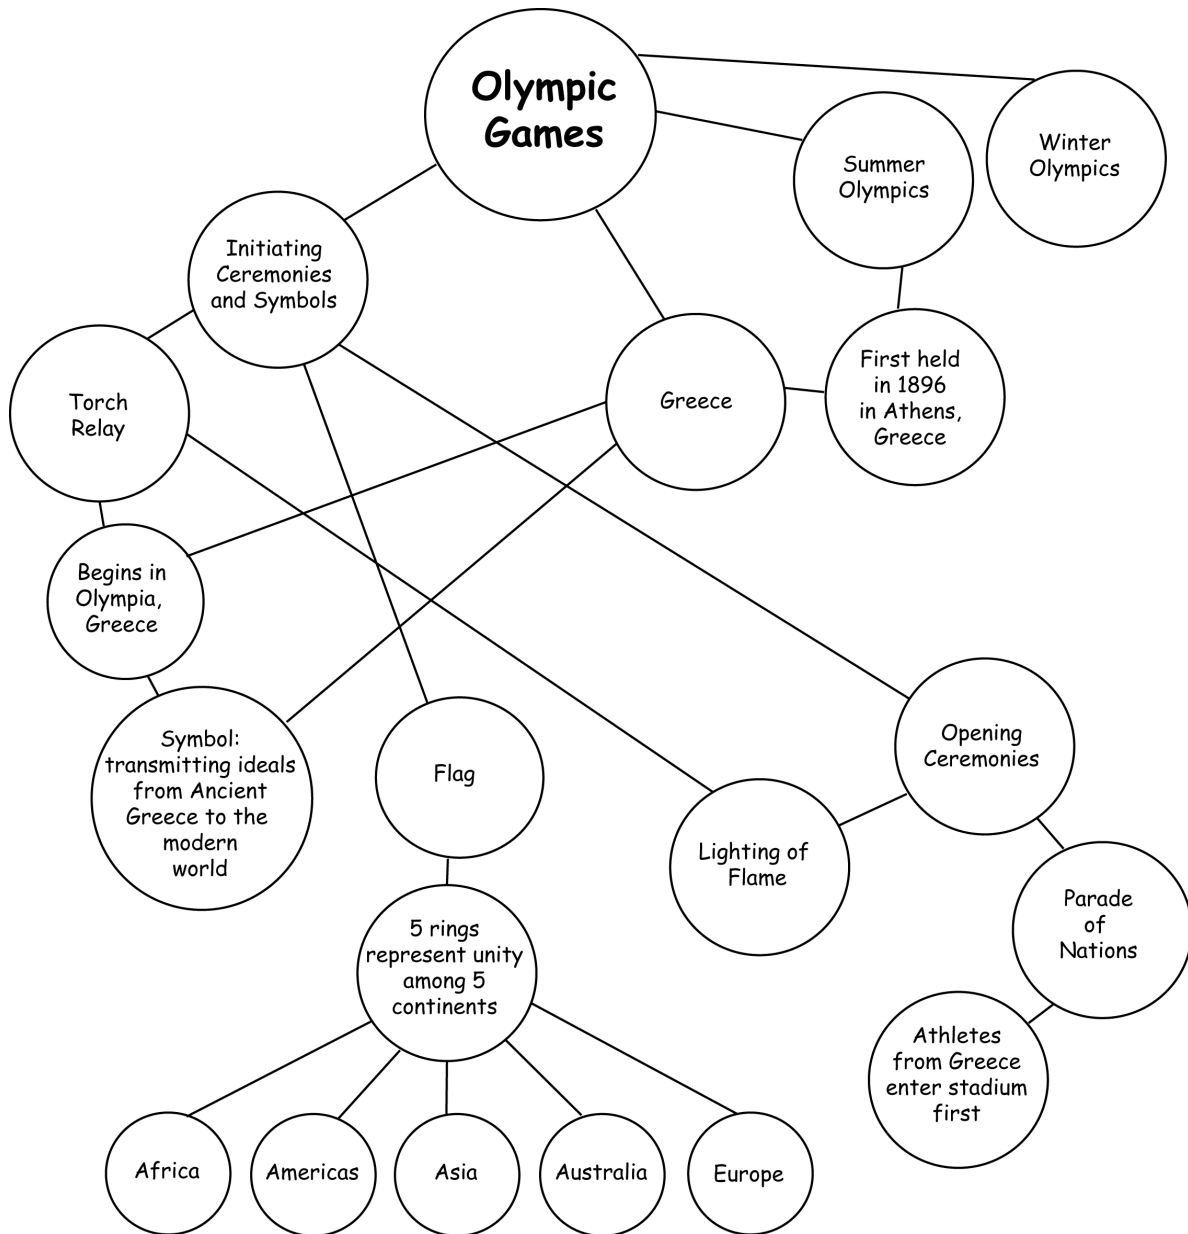 Olympic
Games
Winter
Olympics
Summer
Olympics
Initiating
Ceremonies
and Symbols
Torch
Relay
Greece
First held
in 1896
in Athens,
Greece
Begins in
Olympia,
Greece
Symbol:
transmitting ideals
from Ancient
Greece to the
modern
world
Flag
Opening
Ceremonies
Lighting of
Flame
Parade
of
Nations
5 rings
represent unity
among 5
continents
Athletes
from Greece
enter stadium
first
Africa
Americas
Asia
Australia
Europe